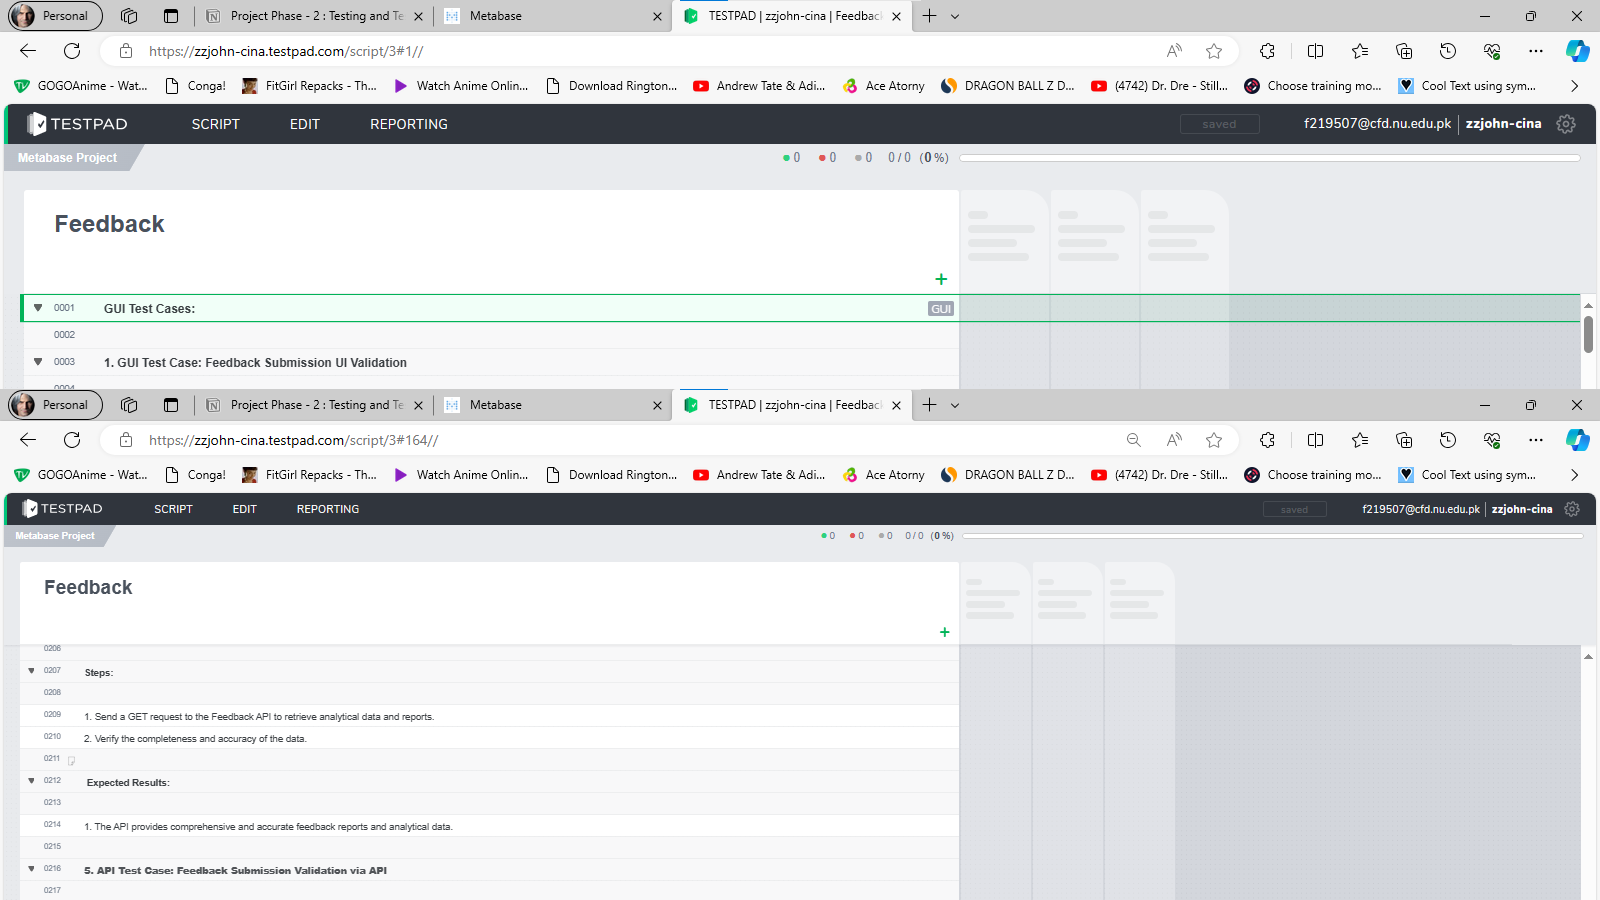 Personal
Project Phase - 2 : Testing and Te
Metabase
TESTPAD | zzjohn-cina | Feedback
https://zzjohn-cina.testpad.com/script/3#1//
GOGOAnime - Wat...
Conga!
FitGirl Repacks - Th...
Watch Anime Onlin...
Download Rington...
Andrew Tate & Adi...
Ace Atorny
DRAGON BALL Z D...
(4742) Dr. Dre - Still...
Choose training mo...
Cool Text using sym...
TESTPAD
SCRIPT
EDIT
REPORTING
saved
f219507@cfd.nu.edu.pk
zzjohn-cina
Metabase Project
0
0
0
0 / 0 (0 %)
Feedback
+
0001 GUI Test Cases: GUI
0002
0003 1. GUI Test Case: Feedback Submission UI Validation
0004
Personal
Project Phase - 2 : Testing and Te
Metabase
TESTPAD | zzjohn-cina | Feedback
https://zzjohn-cina.testpad.com/script/3#164//
GOGOAnime - Wat...
Conga!
FitGirl Repacks - Th...
Watch Anime Onlin...
Download Rington...
Andrew Tate & Adi...
Ace Atorny
DRAGON BALL Z D...
(4742) Dr. Dre - Still...
Choose training mo...
Cool Text using sym...
TESTPAD
SCRIPT
EDIT
REPORTING
saved
f219507@cfd.nu.edu.pk
zzjohn-cina
Metabase Project
0
0
0
0 / 0 (0 %)
Feedback
+
0206
0207 Steps:
0208
0209 1. Send a GET request to the Feedback API to retrieve analytical data and reports.
0210 2. Verify the completeness and accuracy of the data.
0211
0212 Expected Results:
0213
0214 1. The API provides comprehensive and accurate feedback reports and analytical data.
0215
0216 5. API Test Case: Feedback Submission Validation via API
0217